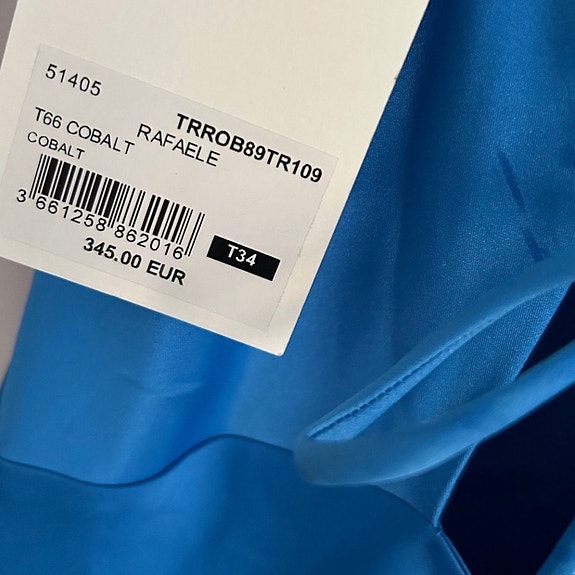 51405
TRROB89TR109
T66 COBALT RAFAELE
COBALT
3 661258 862016
345.00 EUR
T34